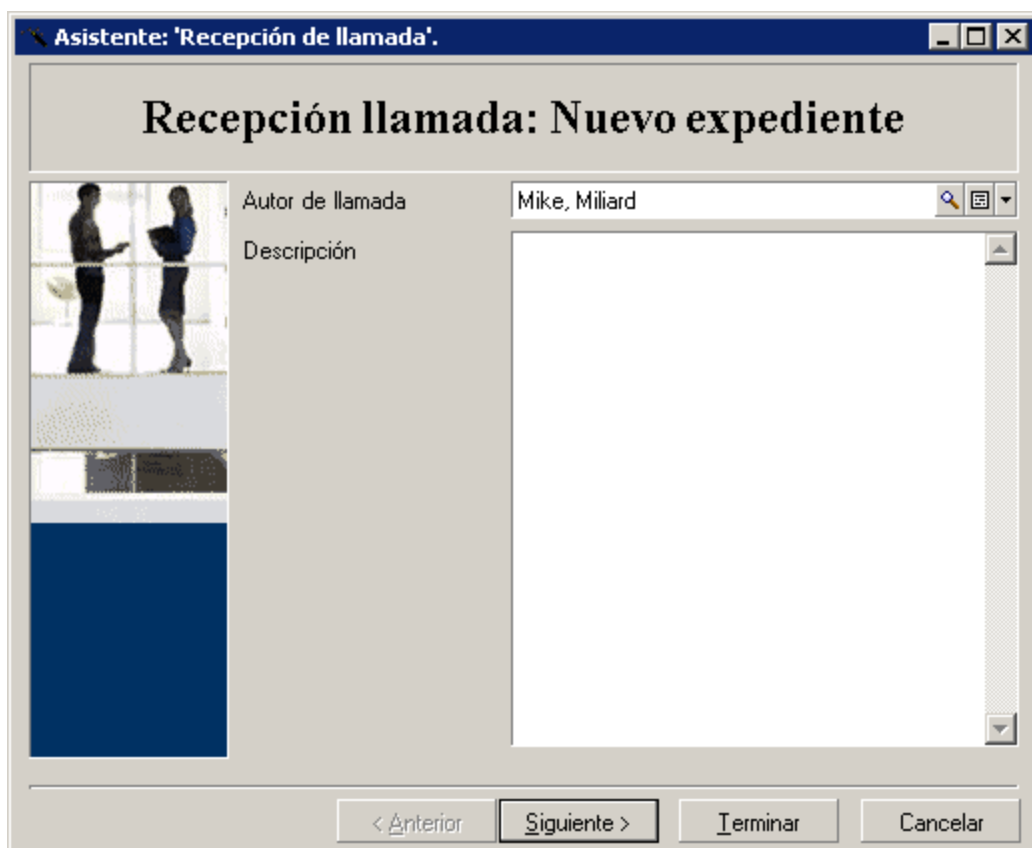 Asistente: 'Recepción de llamada'.
Recepción llamada: Nuevo expediente
Autor de llamada
Mike, Miliard
Descripción
< Anterior
Siguiente >
Terminar
Cancelar